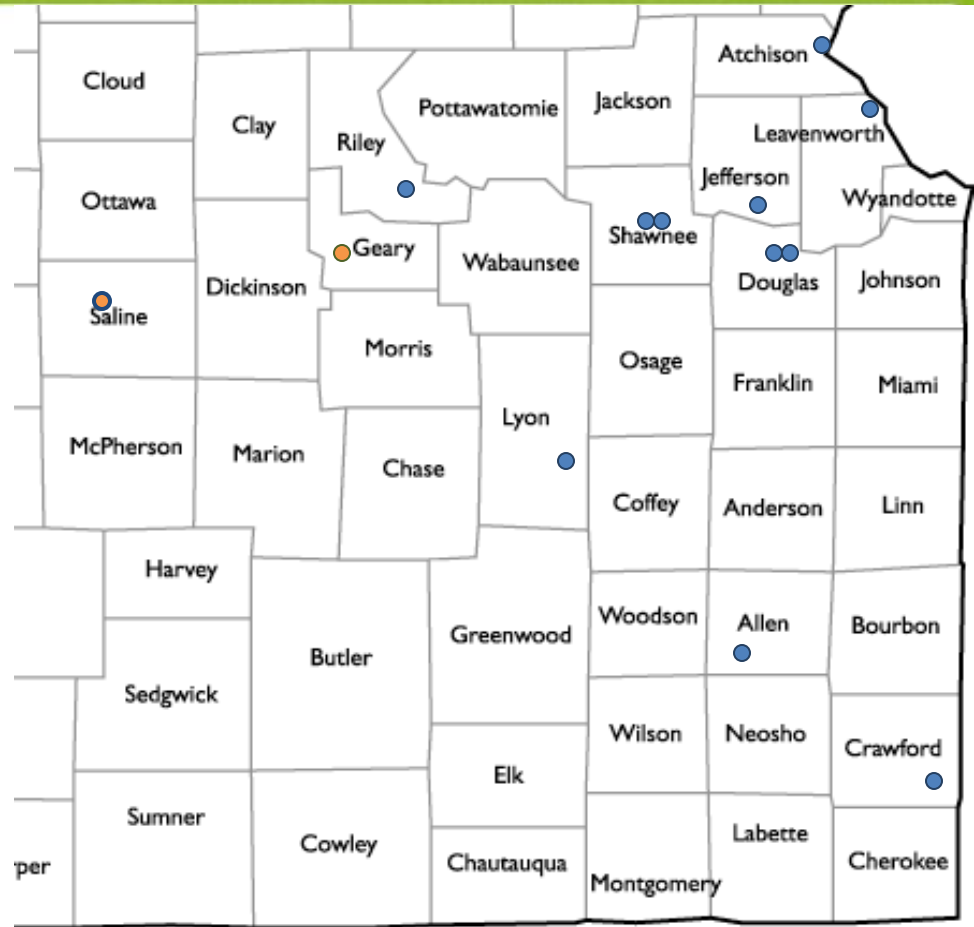 Atchison
Cloud
Pottawatomie
Jackson
Clay
Leavenworth
Riley
Jefferson
Ottawa
Wyandotte
Shawnee
Geary
Wabaunsee
Douglas
Johnson
Dickinson
Saline
Morris
Osage
Franklin
Miami
Lyon
McPherson
Marion
Chase
Coffey
Anderson
Linn
Harvey
Woodson
Allen
Bourbon
Greenwood
Butler
Sedgwick
Wilson
Neosho
Crawford
Elk
Sumner
Labette
Cowley
Chautauqua
Cherokee
rper
Montgomery